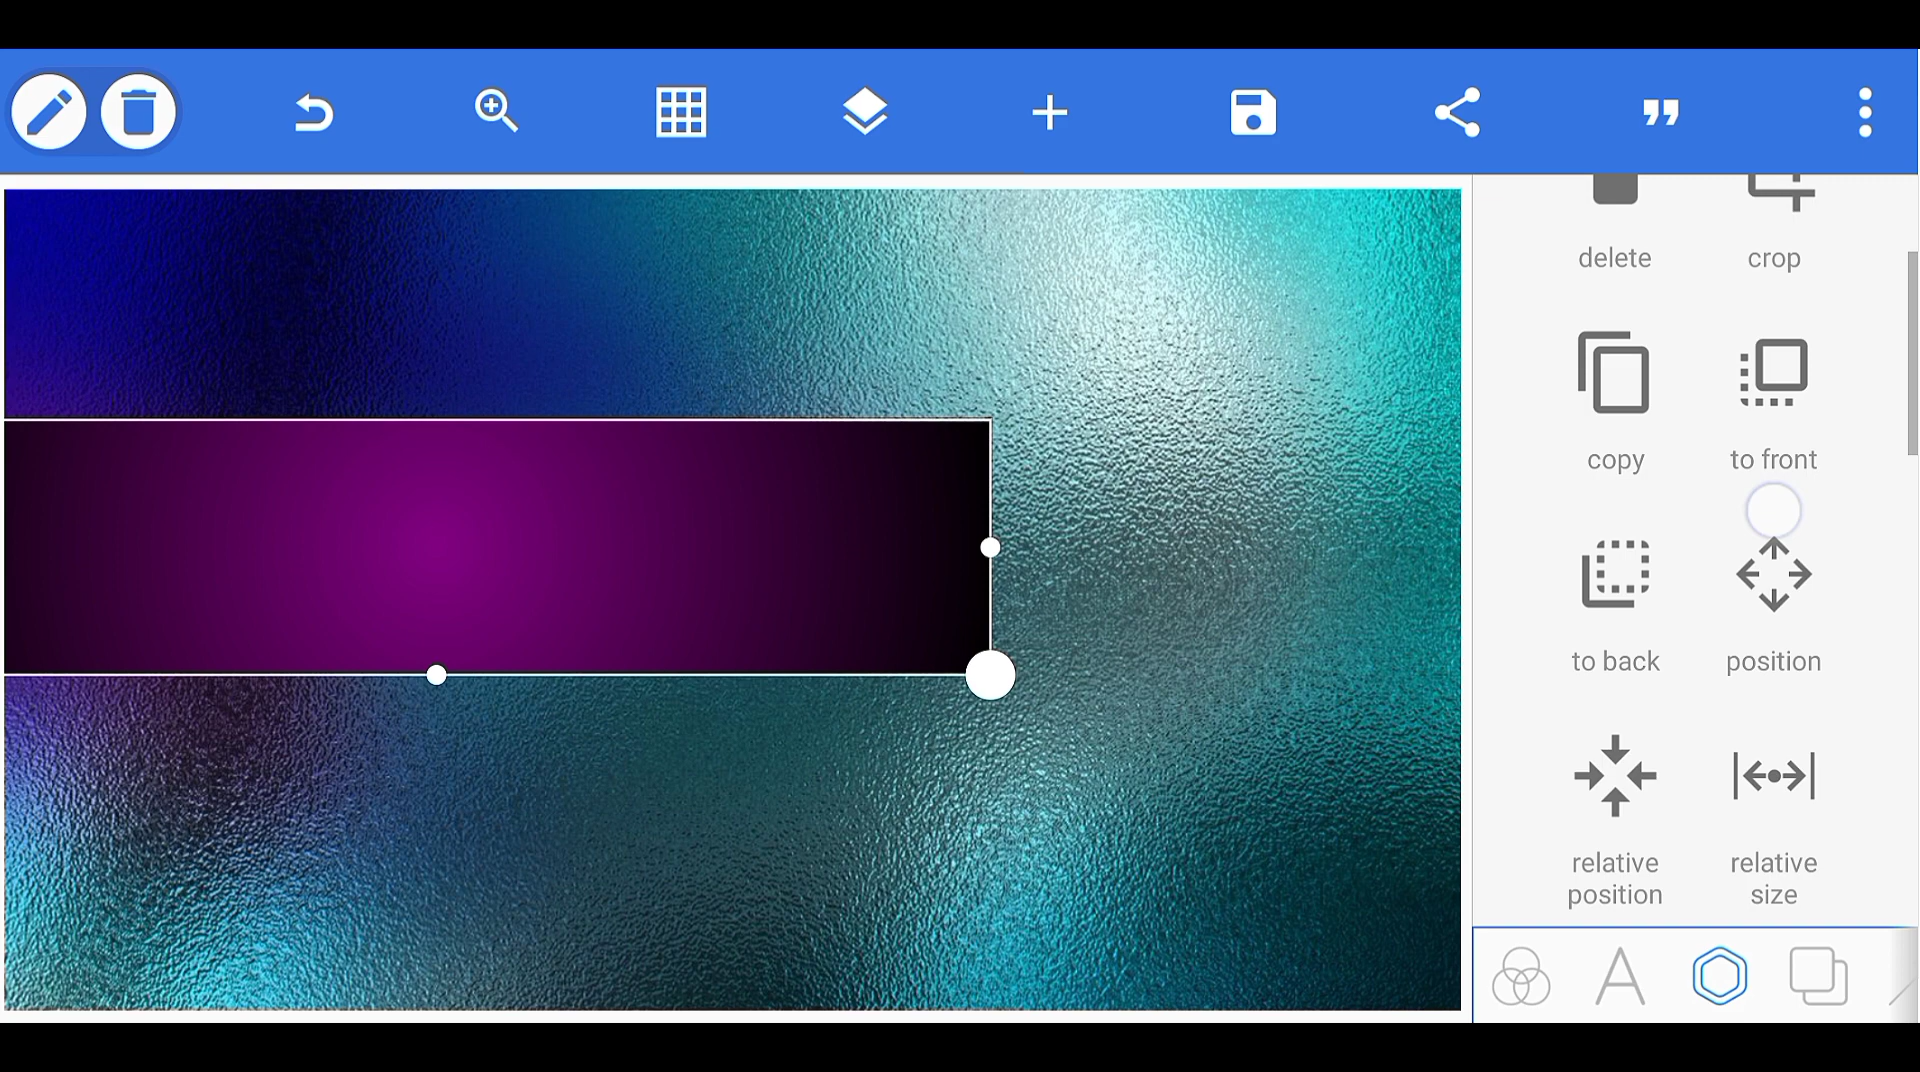 delete
crop
copy
to front
to back
position
relative
position
relative
size